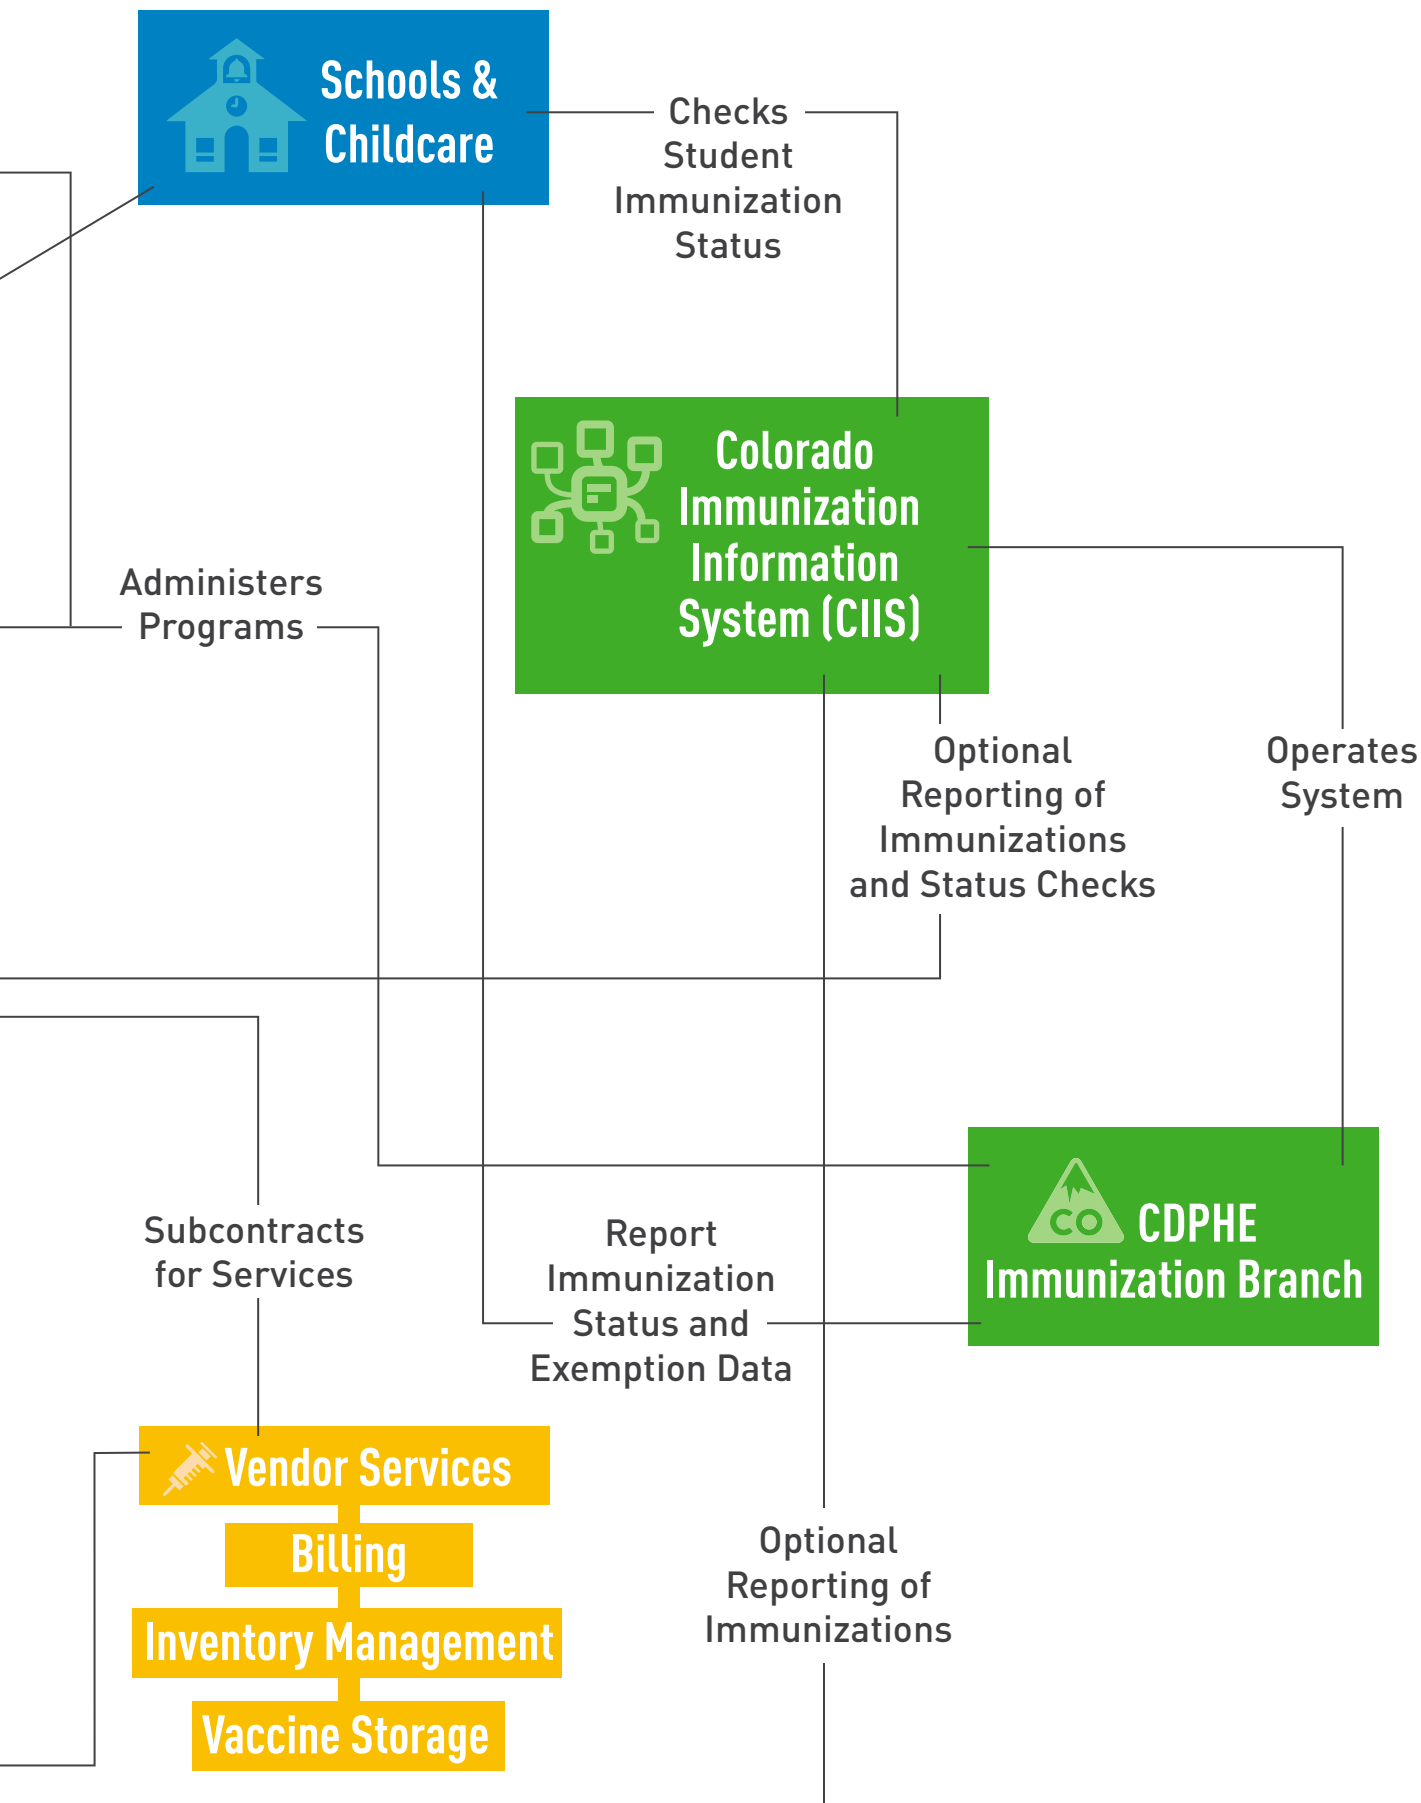 Schools &
Childcare
Checks
Student
Immunization
Status
Colorado
Immunization
Information
System (CIIS)
Administers
Programs
Optional
Reporting of
Immunizations
and Status Checks
Operates
System
CO
CDPHE
Immunization Branch
Subcontracts
for Services
Report
Immunization
Status and
Exemption Data
Vendor Services
Billing
Inventory Management
Vaccine Storage
Optional
Reporting of
Immunizations